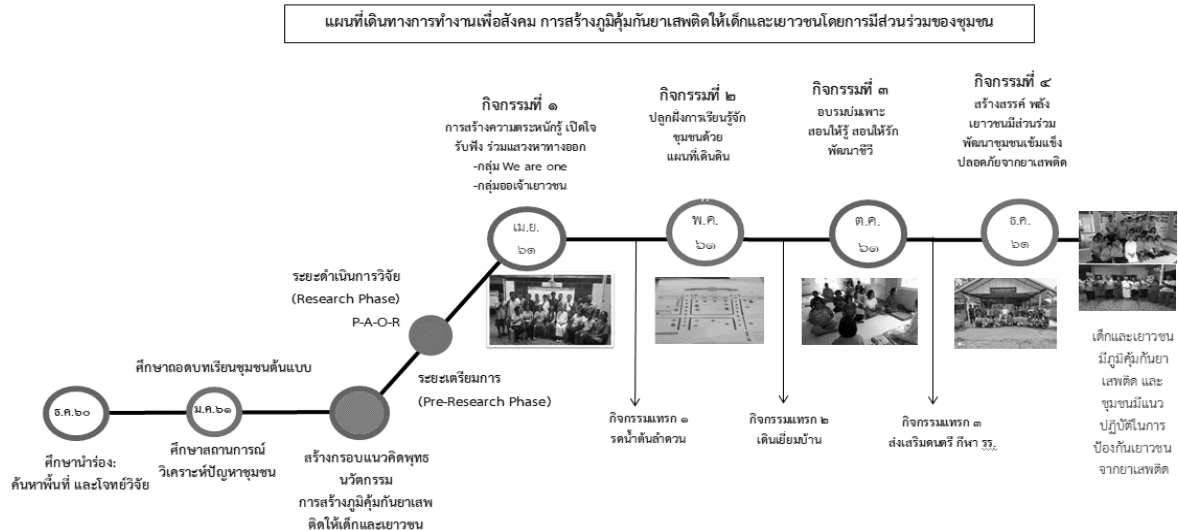 แผนที่เดินทางการทำงานเพื่อสังคม การสร้างภูมิคุ้มกันยาเสพติดให้เด็กและเยาวชนโดยการมีส่วนร่วมของชุมชน
กิจกรรมที่ ๑
การสร้างความตระหนักรู้ เปิดใจ
รับฟัง ร่วมแสวงหาทางออก
-กลุ่ม We are one
-กลุ่มออเจ้าเยาวชน
กิจกรรมที่ ๒
ปลูกฝังการเรียนรู้จัก
ชุมชนด้วย
แผนที่เดินดิน
กิจกรรมที่ ๓
อบรมบ่มเพาะ
สอนให้รู้ สอนให้รัก
พัฒนาชีวี
กิจกรรมที่ ๔
สร้างสรรค์ พลัง
เยาวชนมีส่วนร่วม
พัฒนาชุมชนเข้มแข็ง
ปลอดภัยจากยาเสพติด
เม.ย.
๖๑
พ.ค.
๖๑
ต.ค.
๖๑
ธ.ค.
๖๑
ระยะดำเนินการวิจัย
(Research Phase)
P-A-O-R
ระยะเตรียมการ
(Pre-Research Phase)
ศึกษาถอดบทเรียนชุมชนต้นแบบ
ธ.ค.๖๐
ม.ค.๖๑
ศึกษานำร่อง:
ค้นหาพื้นที่ และโจทย์วิจัย
ศึกษาสถานการณ์
วิเคราะห์ปัญหาชุมชน
สร้างกรอบแนวคิดพุทธ
นวัตกรรม
การสร้างภูมิคุ้มกันยาเสพ
ติดให้เด็กและเยาวชน
กิจกรรมแทรก ๑
รดน้ำต้นลำดวน
กิจกรรมแทรก ๒
เดินเยี่ยมบ้าน
กิจกรรมแทรก ๓
ส่งเสริมดนตรี กีฬา รร.
เด็กและเยาวชน
มีภูมิคุ้มกันยา
เสพติด และ
ชุมชนมีแนว
ปฏิบัติในการ
ป้องกันเยาวชน
จากยาเสพติด